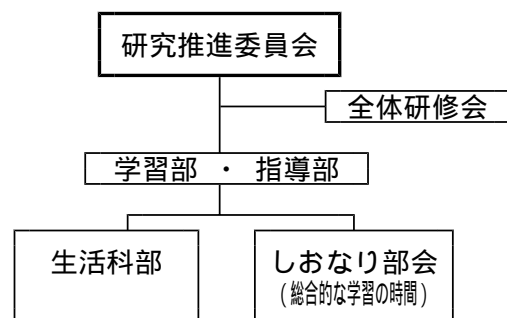 研究推進委員会
全体研修会
学習部 ・ 指導部
生活科部
しおなり部会
(総合的な学習の時間)